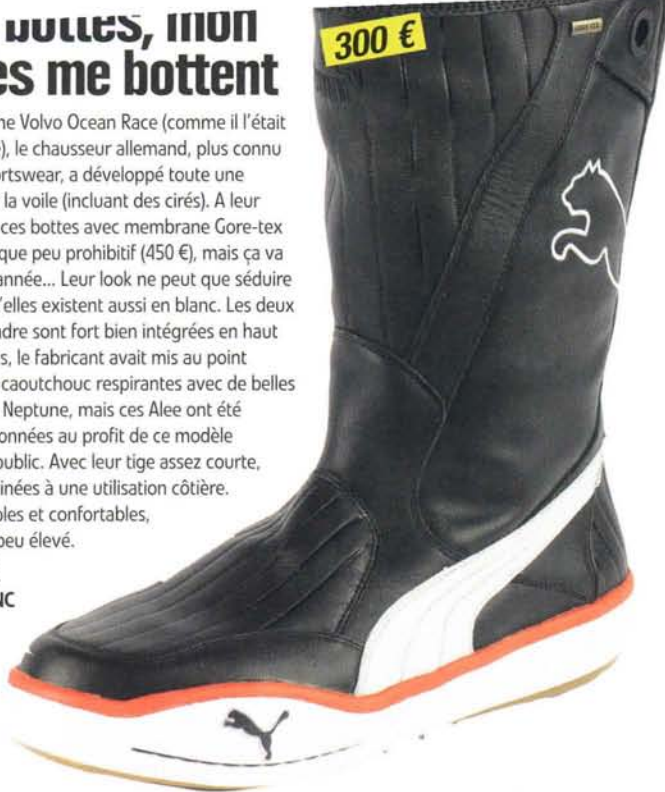 bottes, mon
es me bottent
300 €
ne Volvo Ocean Race (comme il l'était
e), le chausseur allemand, plus connu
ortswear, a développé toute une
la voile (incluant des cirés). A leur
ces bottes avec membrane Gore-tex
que peu prohibitif (450 €), mais ça va
année... Leur look ne peut que séduire
'elles existent aussi en blanc. Les deux
dre sont fort bien intégrées en haut
s, le fabricant avait mis au point
caoutchouc respirantes avec de belles
Neptune, mais ces Alee ont été
onnées au profit de ce modèle
public. Avec leur tige assez courte,
inées à une utilisation côtière.
bles et confortables,
peu élevé.
NC